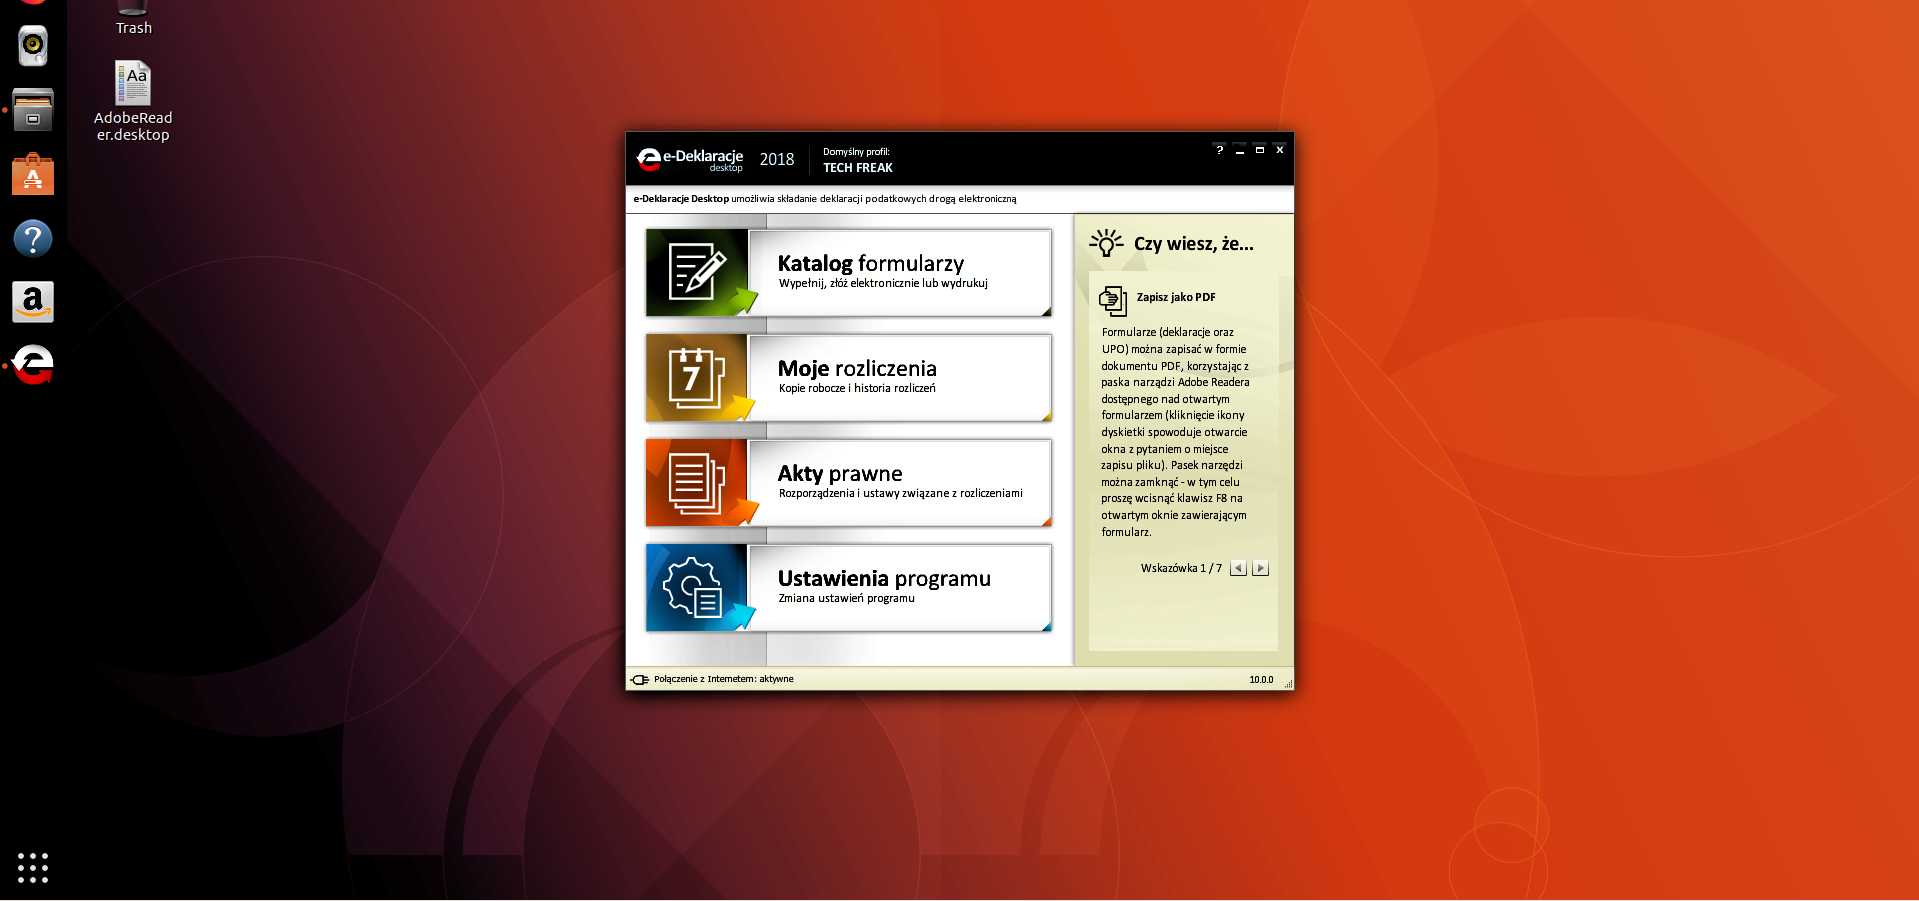 Trash
Aa
AdobeRead
er.desktop
e-Deklaracje
desktop
2018
Domyślny profil:
TECH FREAK
?
e-Deklaracje Desktop umożliwia składanie deklaracji podatkowych drogą elektroniczną
Katalog formularzy
Wypełnij, złóż elektronicznie lub wydrukuj
7
Moje rozliczenia
Kopie robocze i historia rozliczeń
Akty prawne
Rozporządzenia i ustawy związane z rozliczeniami
Ustawienia programu
Zmiana ustawień programu
Czy wiesz, że...
Zapisz jako PDF
Formularze (deklaracje oraz
UPO) można zapisać w formie
dokumentu PDF, korzystając z
paska narzędzi Adobe Readera
dostępnego nad otwartym
formularzem (kliknięcie ikony
dyskietki spowoduje otwarcie
okna z pytaniem o miejsce
zapisu pliku). Pasek narzędzi
można zamknąć - w tym celu
proszę wcisnąć klawisz F8 na
otwartym oknie zawierającym
formularz.
Wskazówka 1 / 7
Połączenie z Internetem: aktywne
10.0.0